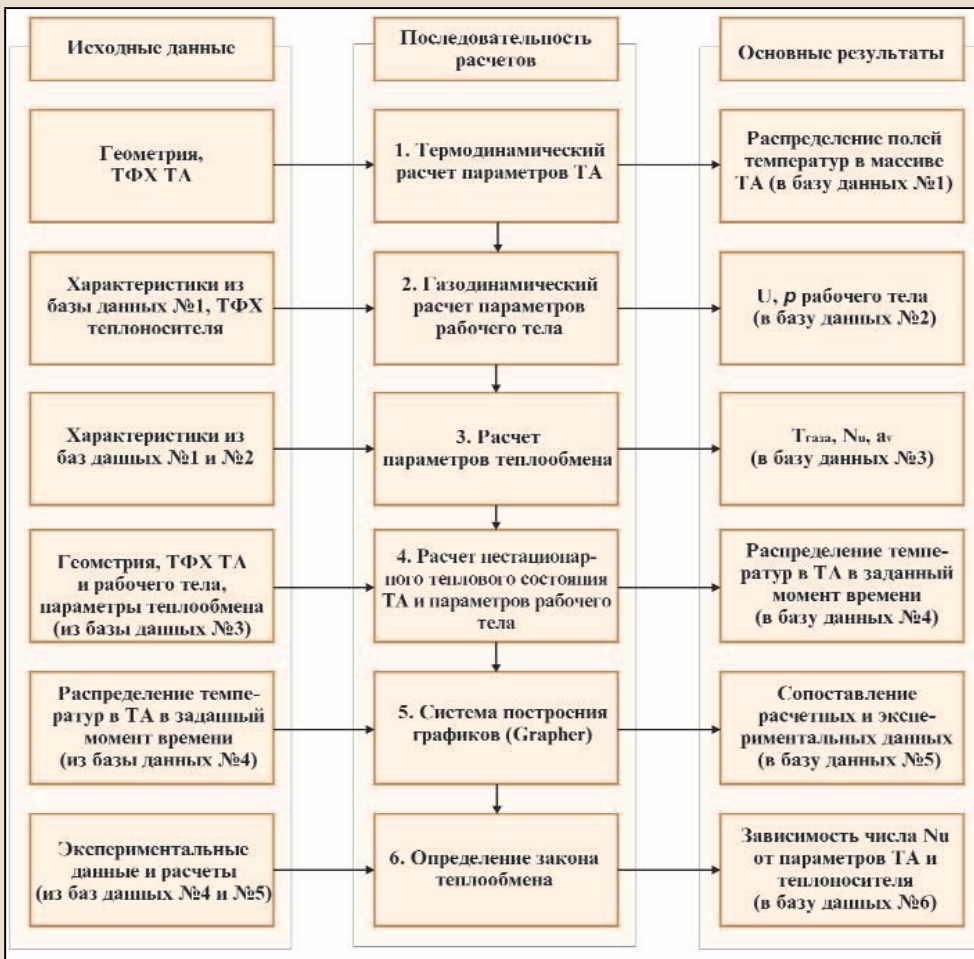 Исходные данные
Последовательность
расчетов
Основные результаты
Геометрия,
ТФХ ТА
1. Термодинамический
расчет параметров ТА
Распределение полей
температур в массиве
ТА (в базу данных №1)
Характеристики из
базы данных №1, ТФХ
теплоносителя
2. Газодинамический
расчет параметров
рабочего тела
U, p рабочего тела
(в базу данных №2)
Характеристики из
баз данных №1 и №2
3. Расчет
параметров теплообмена
Tгаза, Nu, av
(в базу данных №3)
Геометрия, ТФХ ТА
и рабочего тела,
параметры теплообмена
(из базы данных №3)
4. Расчет нестационар-
ного теплового состояния
ТА и параметров рабочего
тела
Распределение темпе-
ратур в ТА в заданный
момент времени
(в базу данных №4)
Распределение темпе-
ратур в ТА в заданный
момент времени
(из базы данных №4)
5. Система построения
графиков (Grapher)
Сопоставление
расчетных и экспе-
риментальных данных
(в базу данных №5)
Экспериментальные
данные и расчеты
(из баз данных №4 и №5)
6. Определение закона
теплообмена
Зависимость числа Nu
от параметров ТА и
теплоносителя
(в базу данных №6)